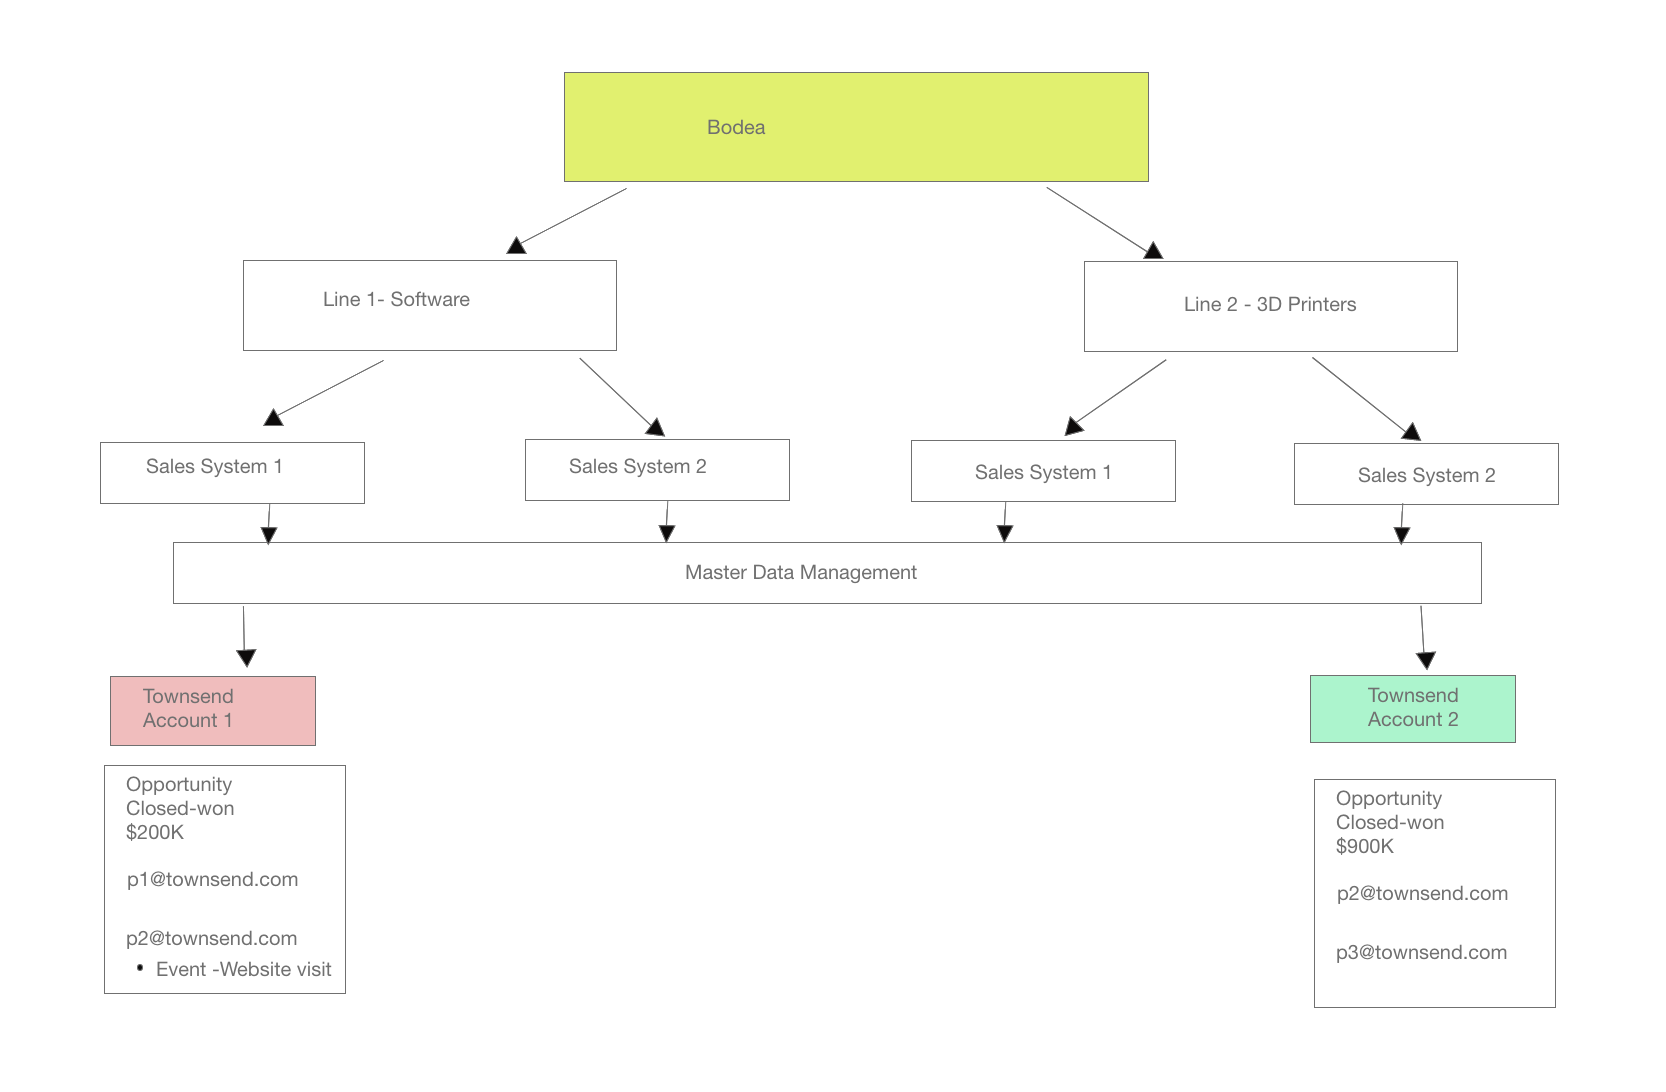 Bodea
Line 1- Software
Line 2 - 3D Printers
Sales System 1
Sales System 2
Sales System 1
Sales System 2
Master Data Management
Townsend
Account 1
Townsend
Account 2
Opportunity
Closed-won
$200K
p1@townsend.com
p2@townsend.com
• Event -Website visit
Opportunity
Closed-won
$900K
p2@townsend.com
p3@townsend.com